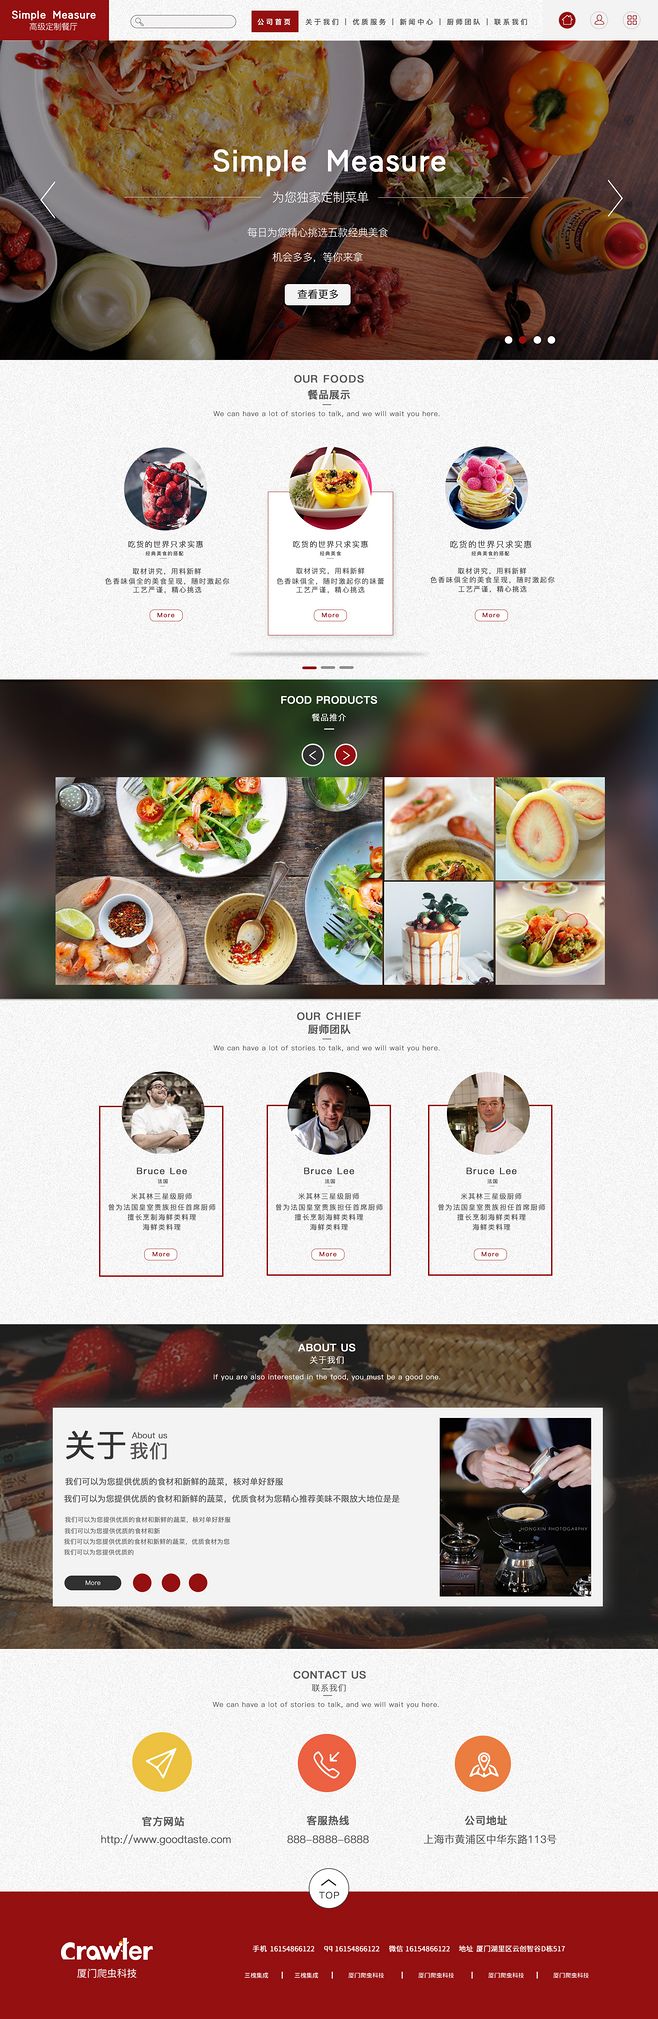 Simple Measure
高级定制餐厅
公司首页 关于我们 | 优质服务 | 新闻中心 | 厨师团队 | 联系我们
Simple Measure
为您独家定制菜单
每日为您精心挑选五款经典美食
机会多多，等你来拿
查看更多
OUR FOODS
餐品展示
We can have a lot of stories to talk, and we will wait you here.
吃货的世界只求实惠
经典美食的搭配
取材讲究，用料新鲜
色香味俱全的美食呈现，随时激起你
工艺严谨，精心挑选
More
吃货的世界只求实惠
经典美食
取材讲究，用料新鲜
色香味俱全，随时激起你的味蕾
工艺严谨，精心挑选
More
吃货的世界只求实惠
经典美食的搭配
取材讲究，用料新鲜
色香味俱全的美食呈现，随时激起你
工艺严谨，精心挑选
More
FOOD PRODUCTS
餐品推介
OUR CHIEF
厨师团队
We can have a lot of stories to talk, and we will wait you here.
Bruce Lee
法国
米其林三星级厨师
曾为法国皇室贵族担任首席厨师
擅长烹制海鲜类料理
海鲜类料理
More
Bruce Lee
法国
米其林三星级厨师
曾为法国皇室贵族担任首席厨师
擅长烹制海鲜类料理
海鲜类料理
More
Bruce Lee
法国
米其林三星级厨师
曾为法国皇室贵族担任首席厨师
擅长烹制海鲜类料理
海鲜类料理
More
ABOUT US
关于我们
If you are also interested in the food, you must be a good one.
关于 About us 我们
我们可以为您提供优质的食材和新鲜的蔬菜，核对单好舒服
我们可以为您提供优质的食材和新鲜的蔬菜，优质食材为您精心推荐美味不限放大地位是是
我们可以为您提供优质的食材和新鲜的蔬菜，核对单好舒服
我们可以为您提供优质的食材和新
我们可以为您提供优质的食材和新鲜的蔬菜，优质食材为您
我们可以为您提供优质的
More
HONGXIN PHOTOGARPHY
CONTACT US
联系我们
We can have a lot of stories to talk, and we will wait you here.
官方网站
http://www.goodtaste.com
客服热线
888-8888-6888
公司地址
上海市黄浦区中华东路113号
TOP
Crawler
厦门爬虫科技
手机 16154866122 qq 16154866122 微信 16154866122 地址 厦门湖里区云创智谷D栋517
三槐集成 | 三槐集成 | 厦门爬虫科技 | 厦门爬虫科技 | 厦门爬虫科技 | 厦门爬虫科技